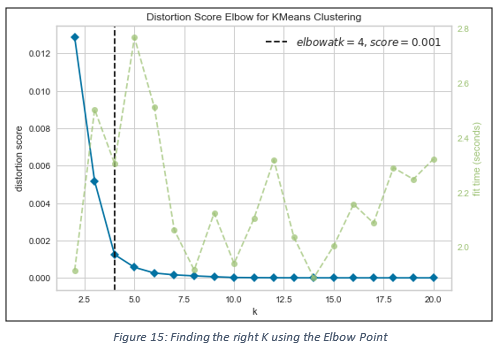 Distortion Score Elbow for KMeans Clustering
elbow at k = 4, score = 0.001
distortion score
0.012
0.010
0.008
0.006
0.004
0.002
0.000
2.8
2.6
2.4
2.2
2.0
fit time (seconds)
2.5 5.0 7.5 10.0 12.5 15.0 17.5 20.0
k
Figure 15: Finding the right K using the Elbow Point